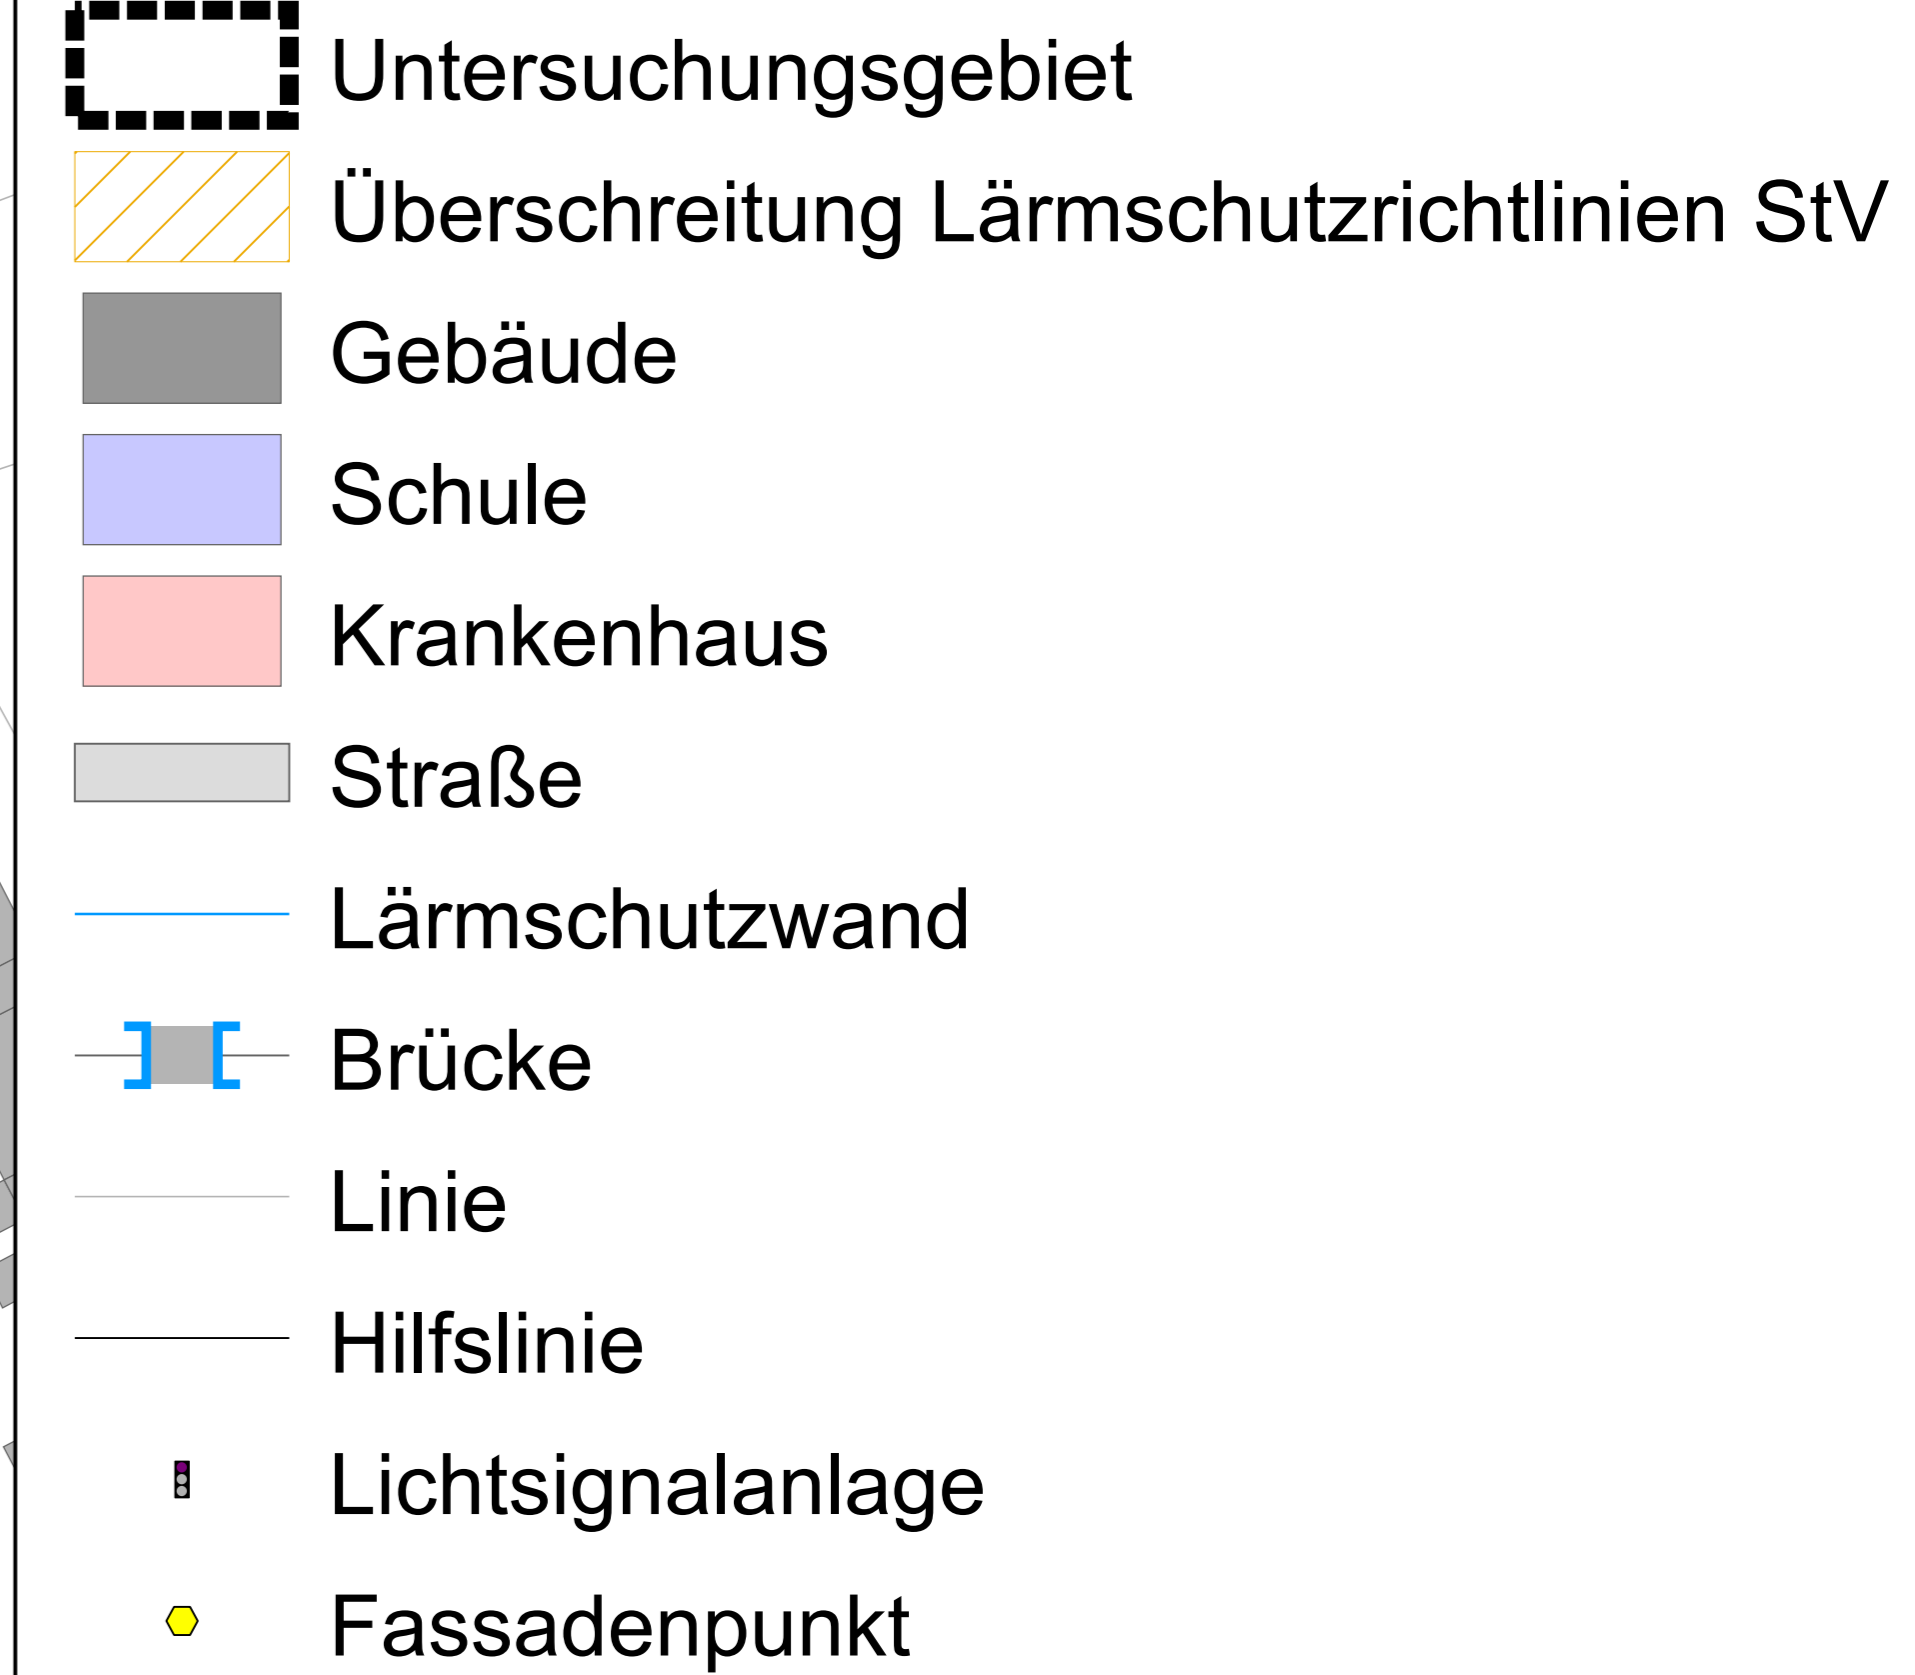 Untersuchungsgebiet
Überschreitung Lärmschutzrichtlinien StV
Gebäude
Schule
Krankenhaus
Straße
Lärmschutzwand
Brücke
Linie
Hilfslinie
Lichtsignalanlage
Fassadenpunkt